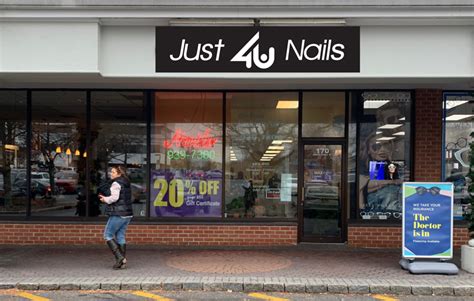 Just 4U Nails
939-7300
170
20% OFF
Gift Certificate
WE TAKE YOUR
INSURANCE
The
Doctor
is in